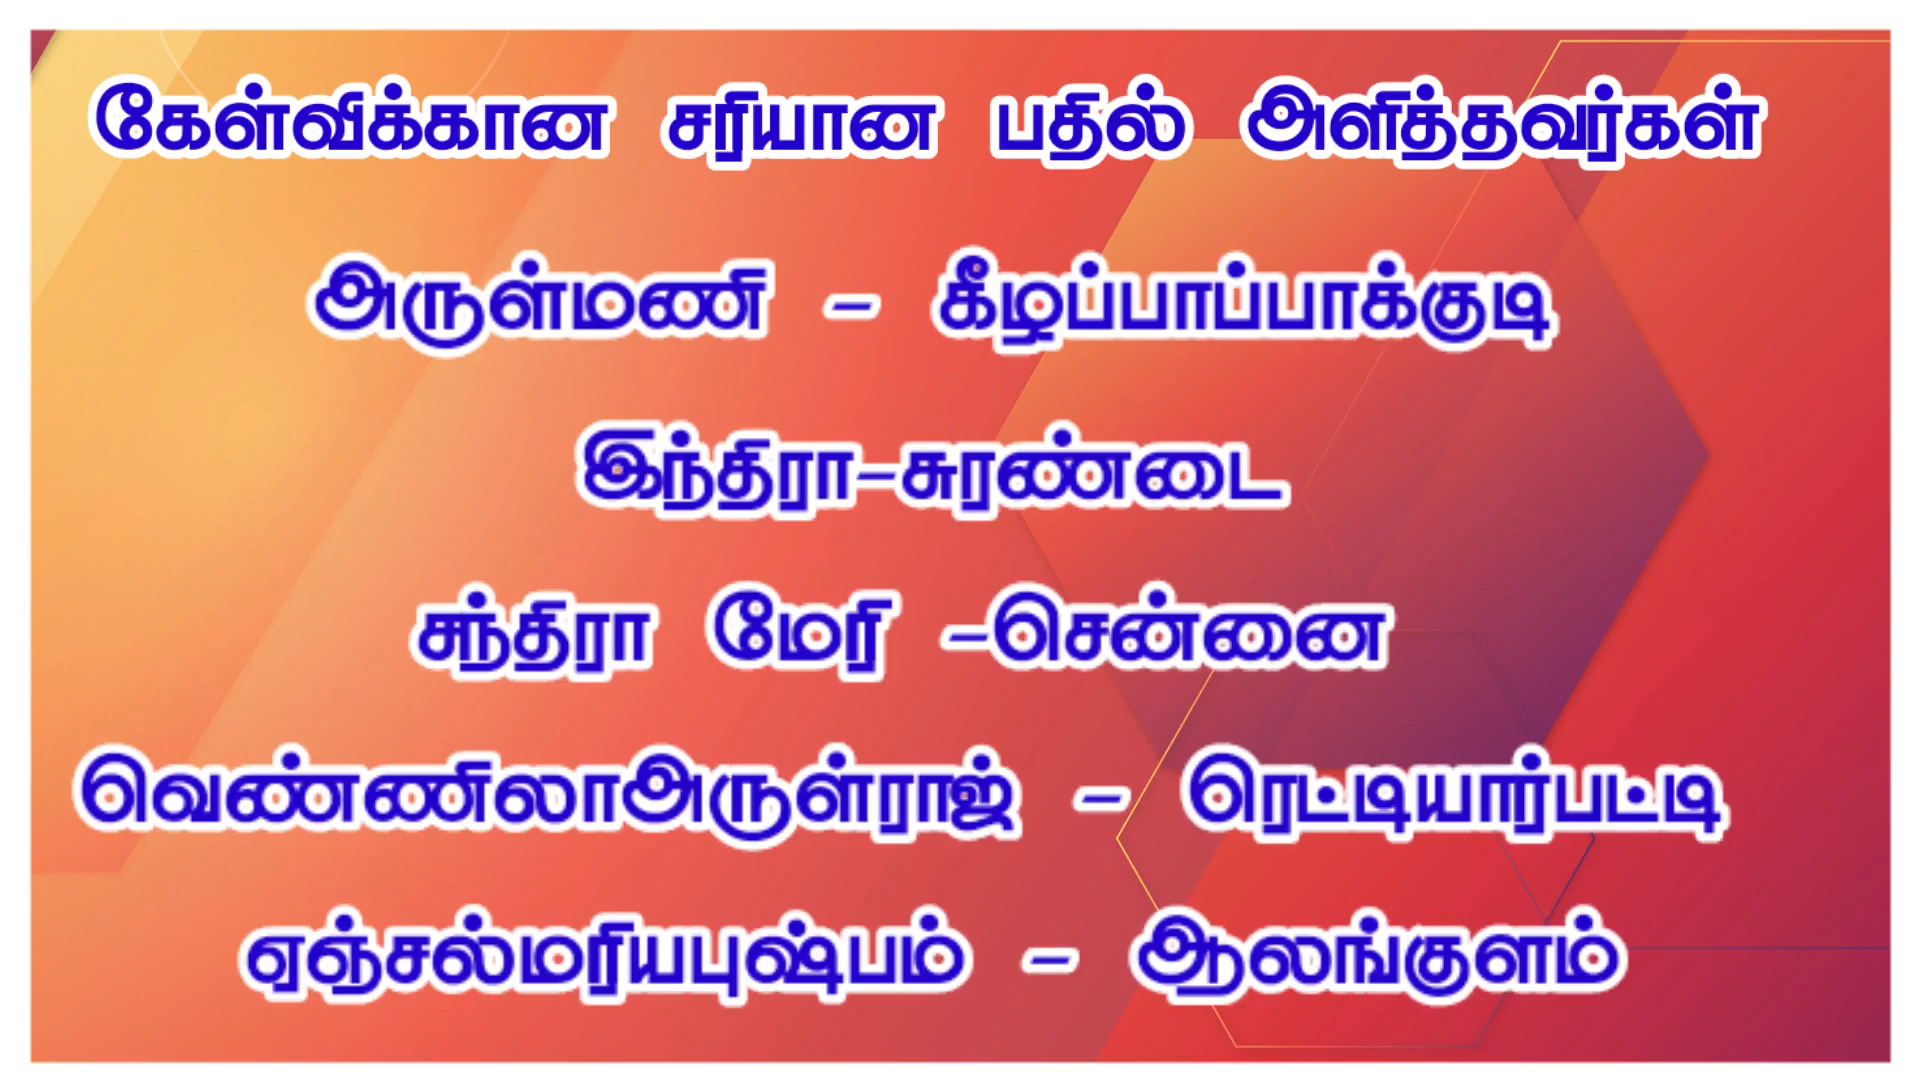 கேள்விக்கான சரியான பதில் அளித்தவர்கள்
அருள்மணி - கீழப்பாப்பாக்குடி
இந்திரா-சுரண்டை
சந்திரா மேரி -சென்னை
வெண்ணிலாஅருள்ராஜ் - ரெட்டியார்பட்டி
ஏஞ்சல்மரியபுஷ்பம் - ஆலங்குளம்